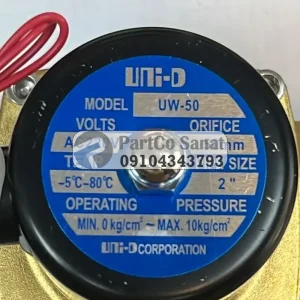 UNI-D
MODEL UW-50
VOLTS ORIFICE
PartCo Sanat
09104343793
SIZE
-5°C-80°C 2"
OPERATING PRESSURE
MIN. 0 kg/cm² ~ MAX. 10kg/cm²
UNI-D CORPORATION